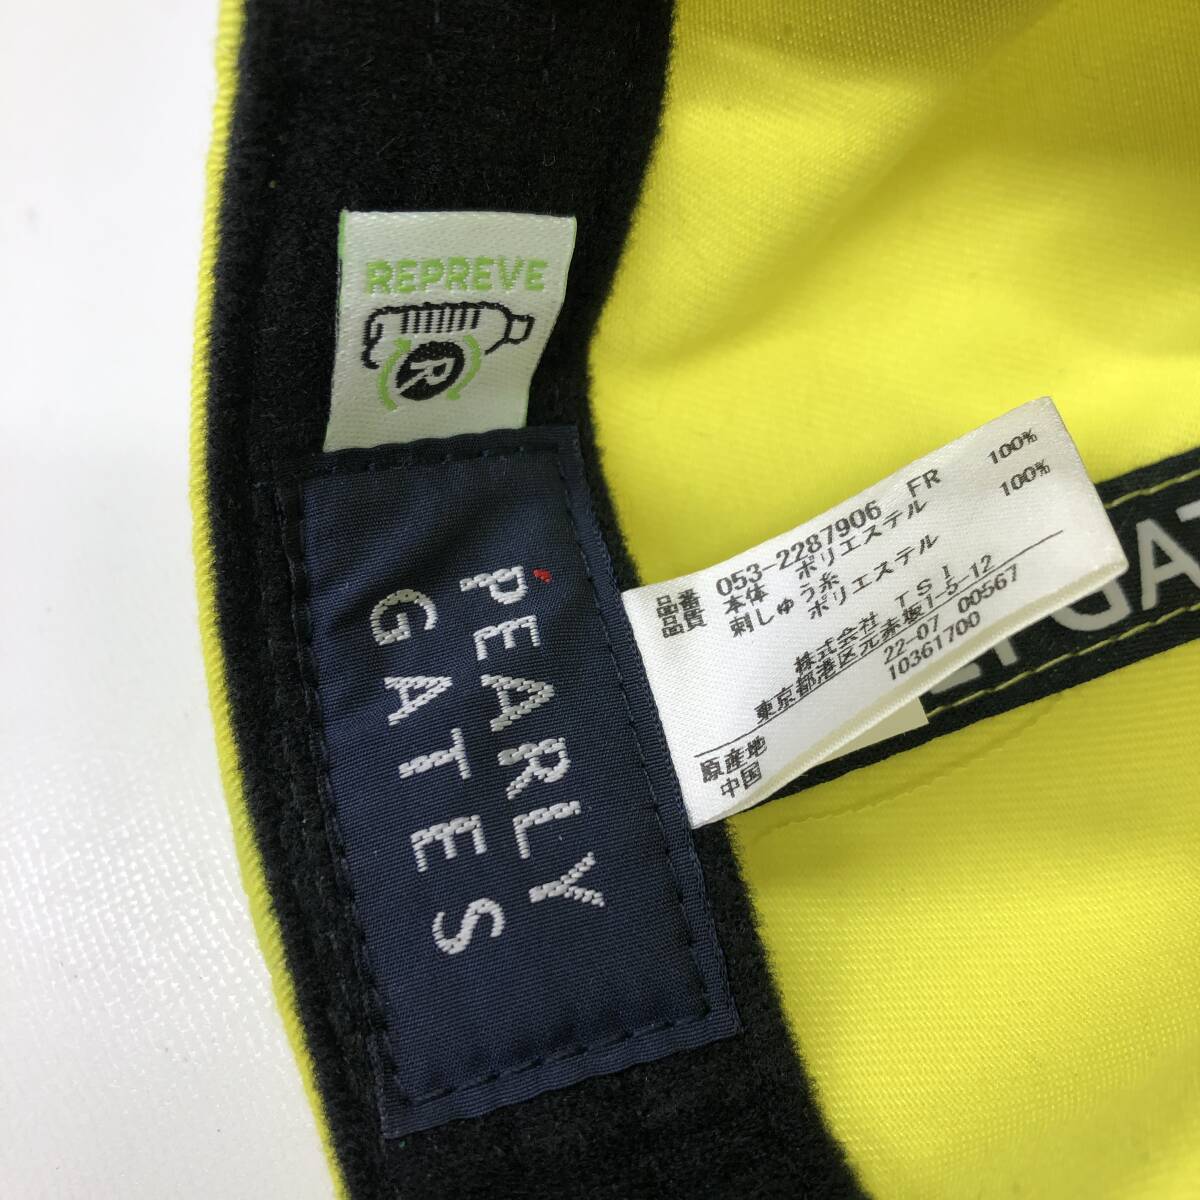 REPREVE
R
PEARLY
GATES
品番 053-2287906 FR
品質 本体 ポリエステル 100%
刺しゅう糸
ポリエステル 100%
株式会社 TSI
東京都港区元赤坂1-5-12
22-07 00567
10361700
原産地
中国
GAT